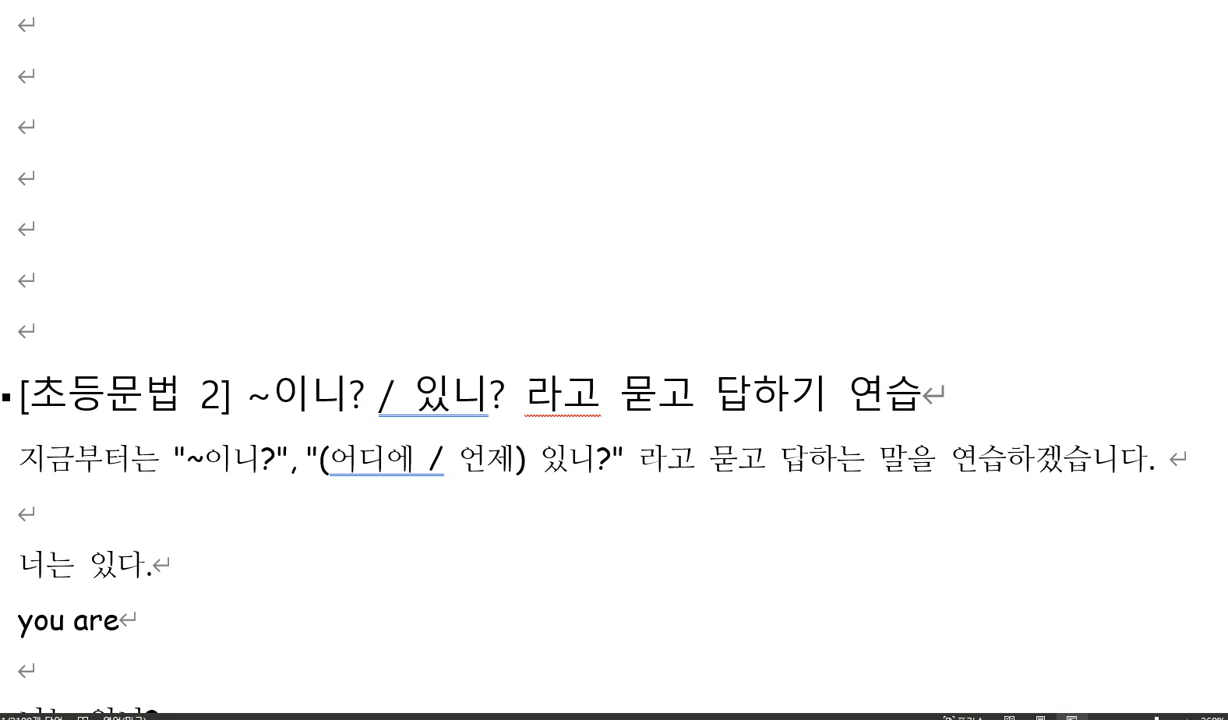 [초등문법 2] ~이니? / 있니? 라고 묻고 답하기 연습
지금부터는 "~이니?", "(어디에 / 언제) 있니?" 라고 묻고 답하는 말을 연습하겠습니다.
너는 있다.
you are